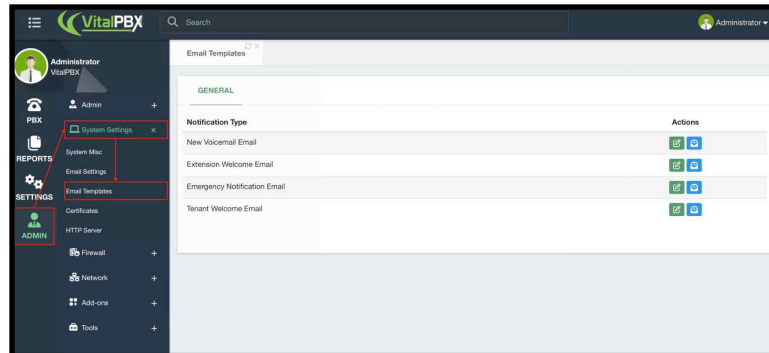 VitalPBX
Search
Administrator
Administrator
VitalPBX
PBX
REPORTS
SETTINGS
ADMIN
Admin +
System Settings ×
System Misc
Email Settings
Email Templates
Certificates
HTTP Server
Firewall +
Network +
Add-ons +
Tools +
Email Templates
GENERAL
Notification Type Actions
New Voicemail Email
Extension Welcome Email
Emergency Notification Email
Tenant Welcome Email